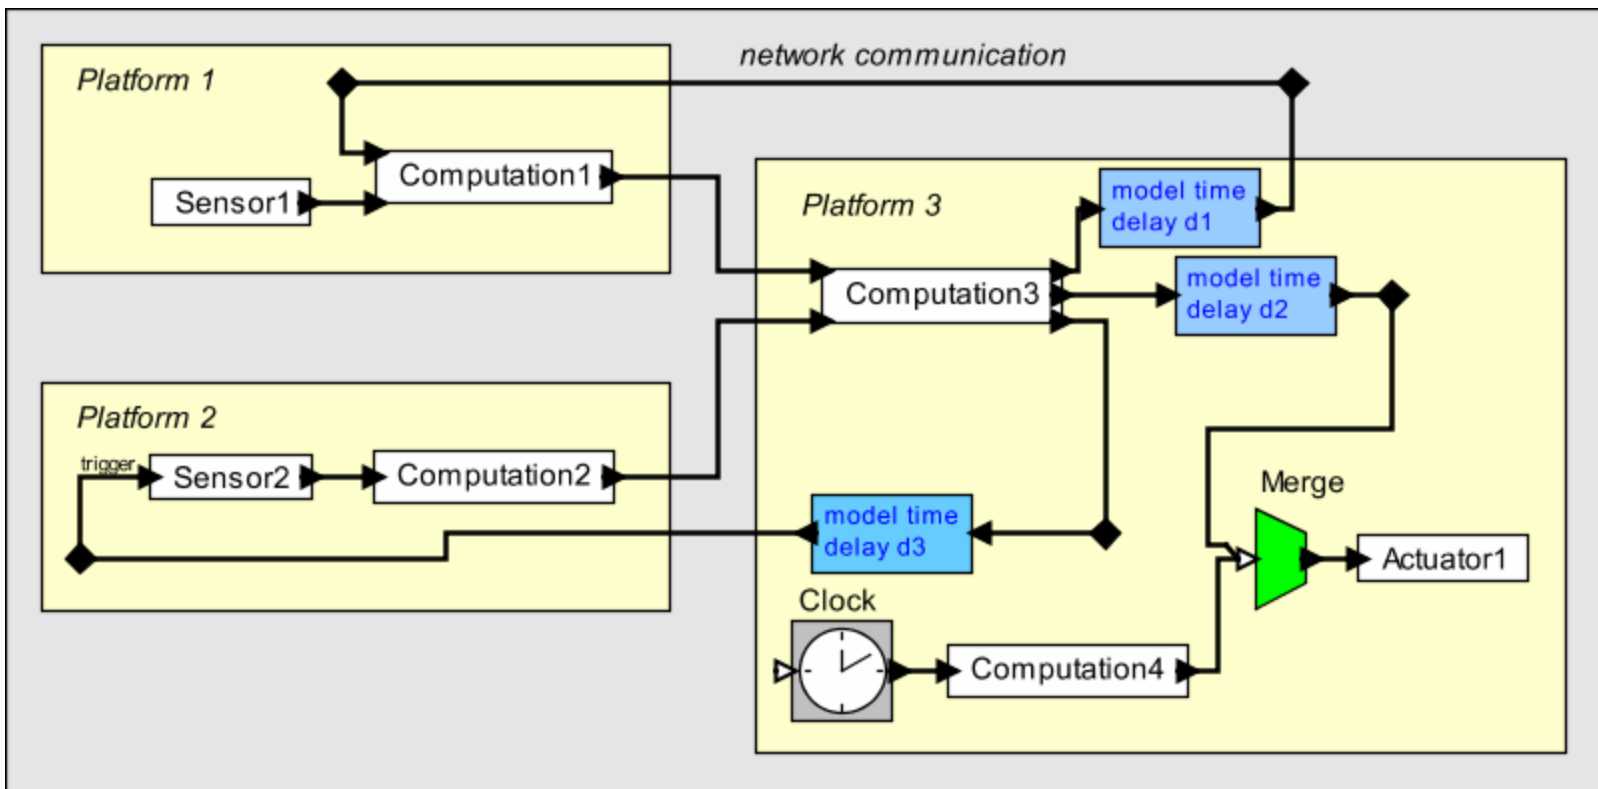 network communication
Platform 1
Computation1
Sensor1
Platform 3
model time
delay d1
Computation3
model time
delay d2
Platform 2
trigger
Sensor2
Computation2
Merge
model time
delay d3
Actuator1
Clock
Computation4